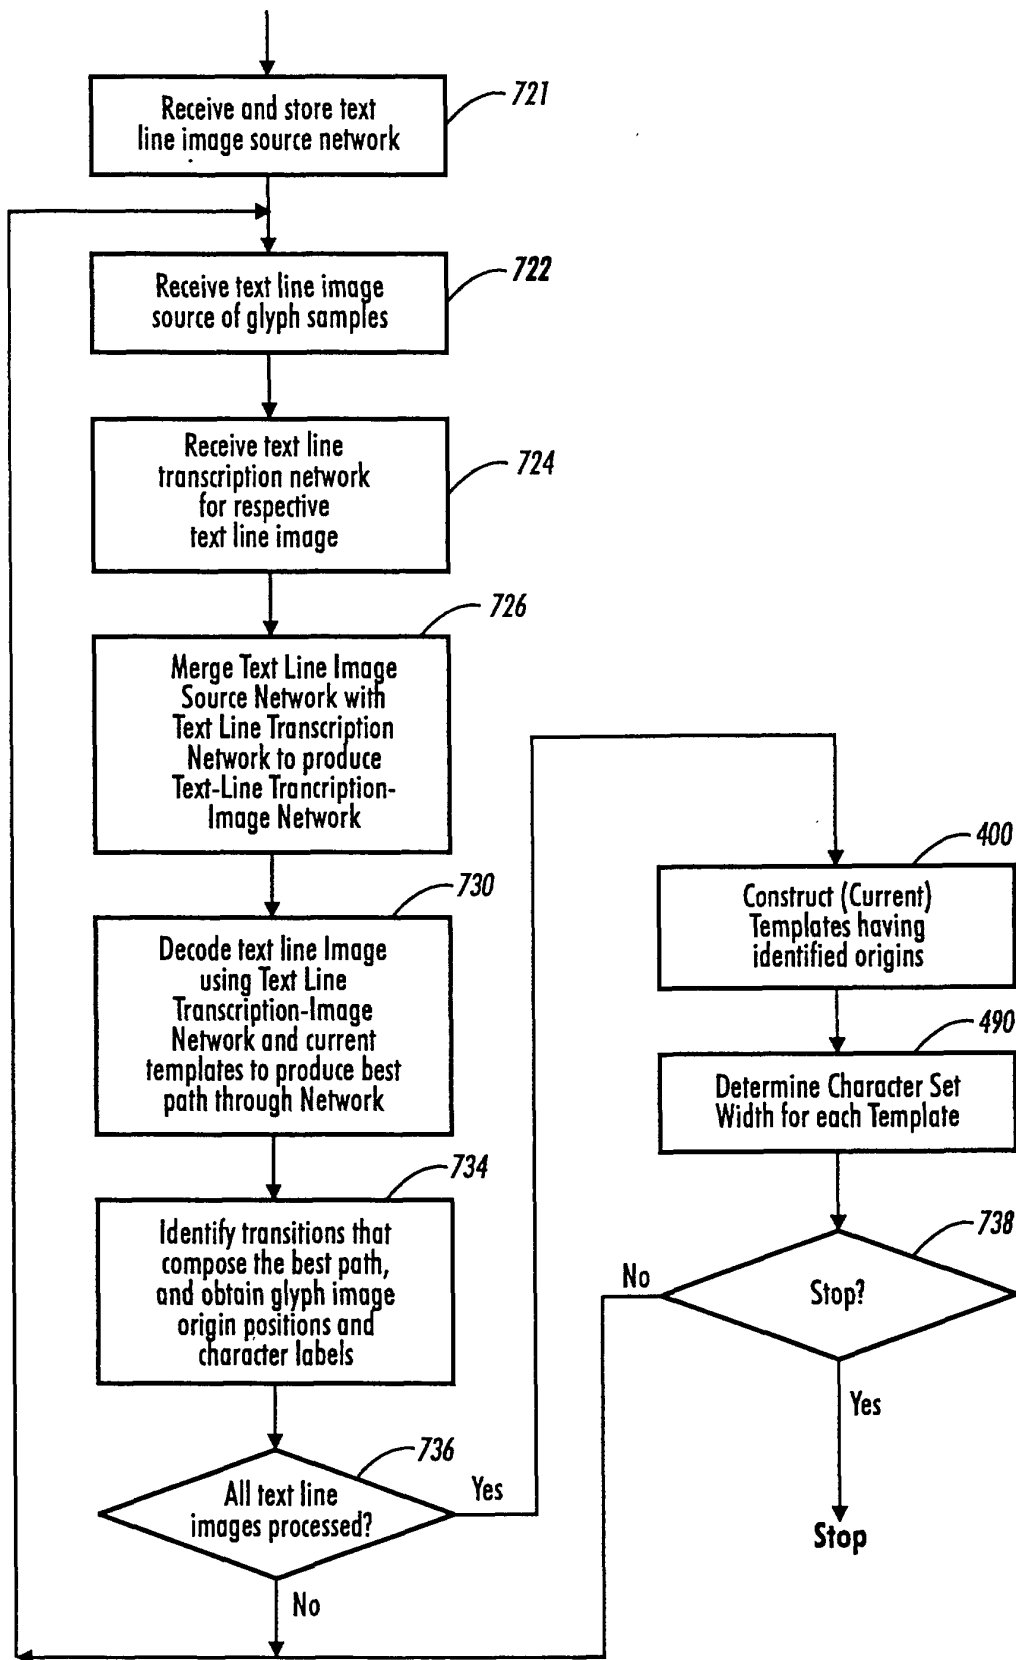 721
Receive and store text
line image source network
722
Receive text line image
source of glyph samples
724
Receive text line
transcription network
for respective
text line image
726
Merge Text Line Image
Source Network with
Text Line Transcription
Network to produce
Text-Line Trancription-
Image Network
730
Decode text line Image
using Text Line
Transcription-Image
Network and current
templates to produce best
path through Network
734
Identify transitions that
compose the best path,
and obtain glyph image
origin positions and
character labels
736
All text line
images processed?
Yes
No
400
Construct (Current)
Templates having
identified origins
490
Determine Character Set
Width for each Template
738
Stop?
No
Yes
Stop